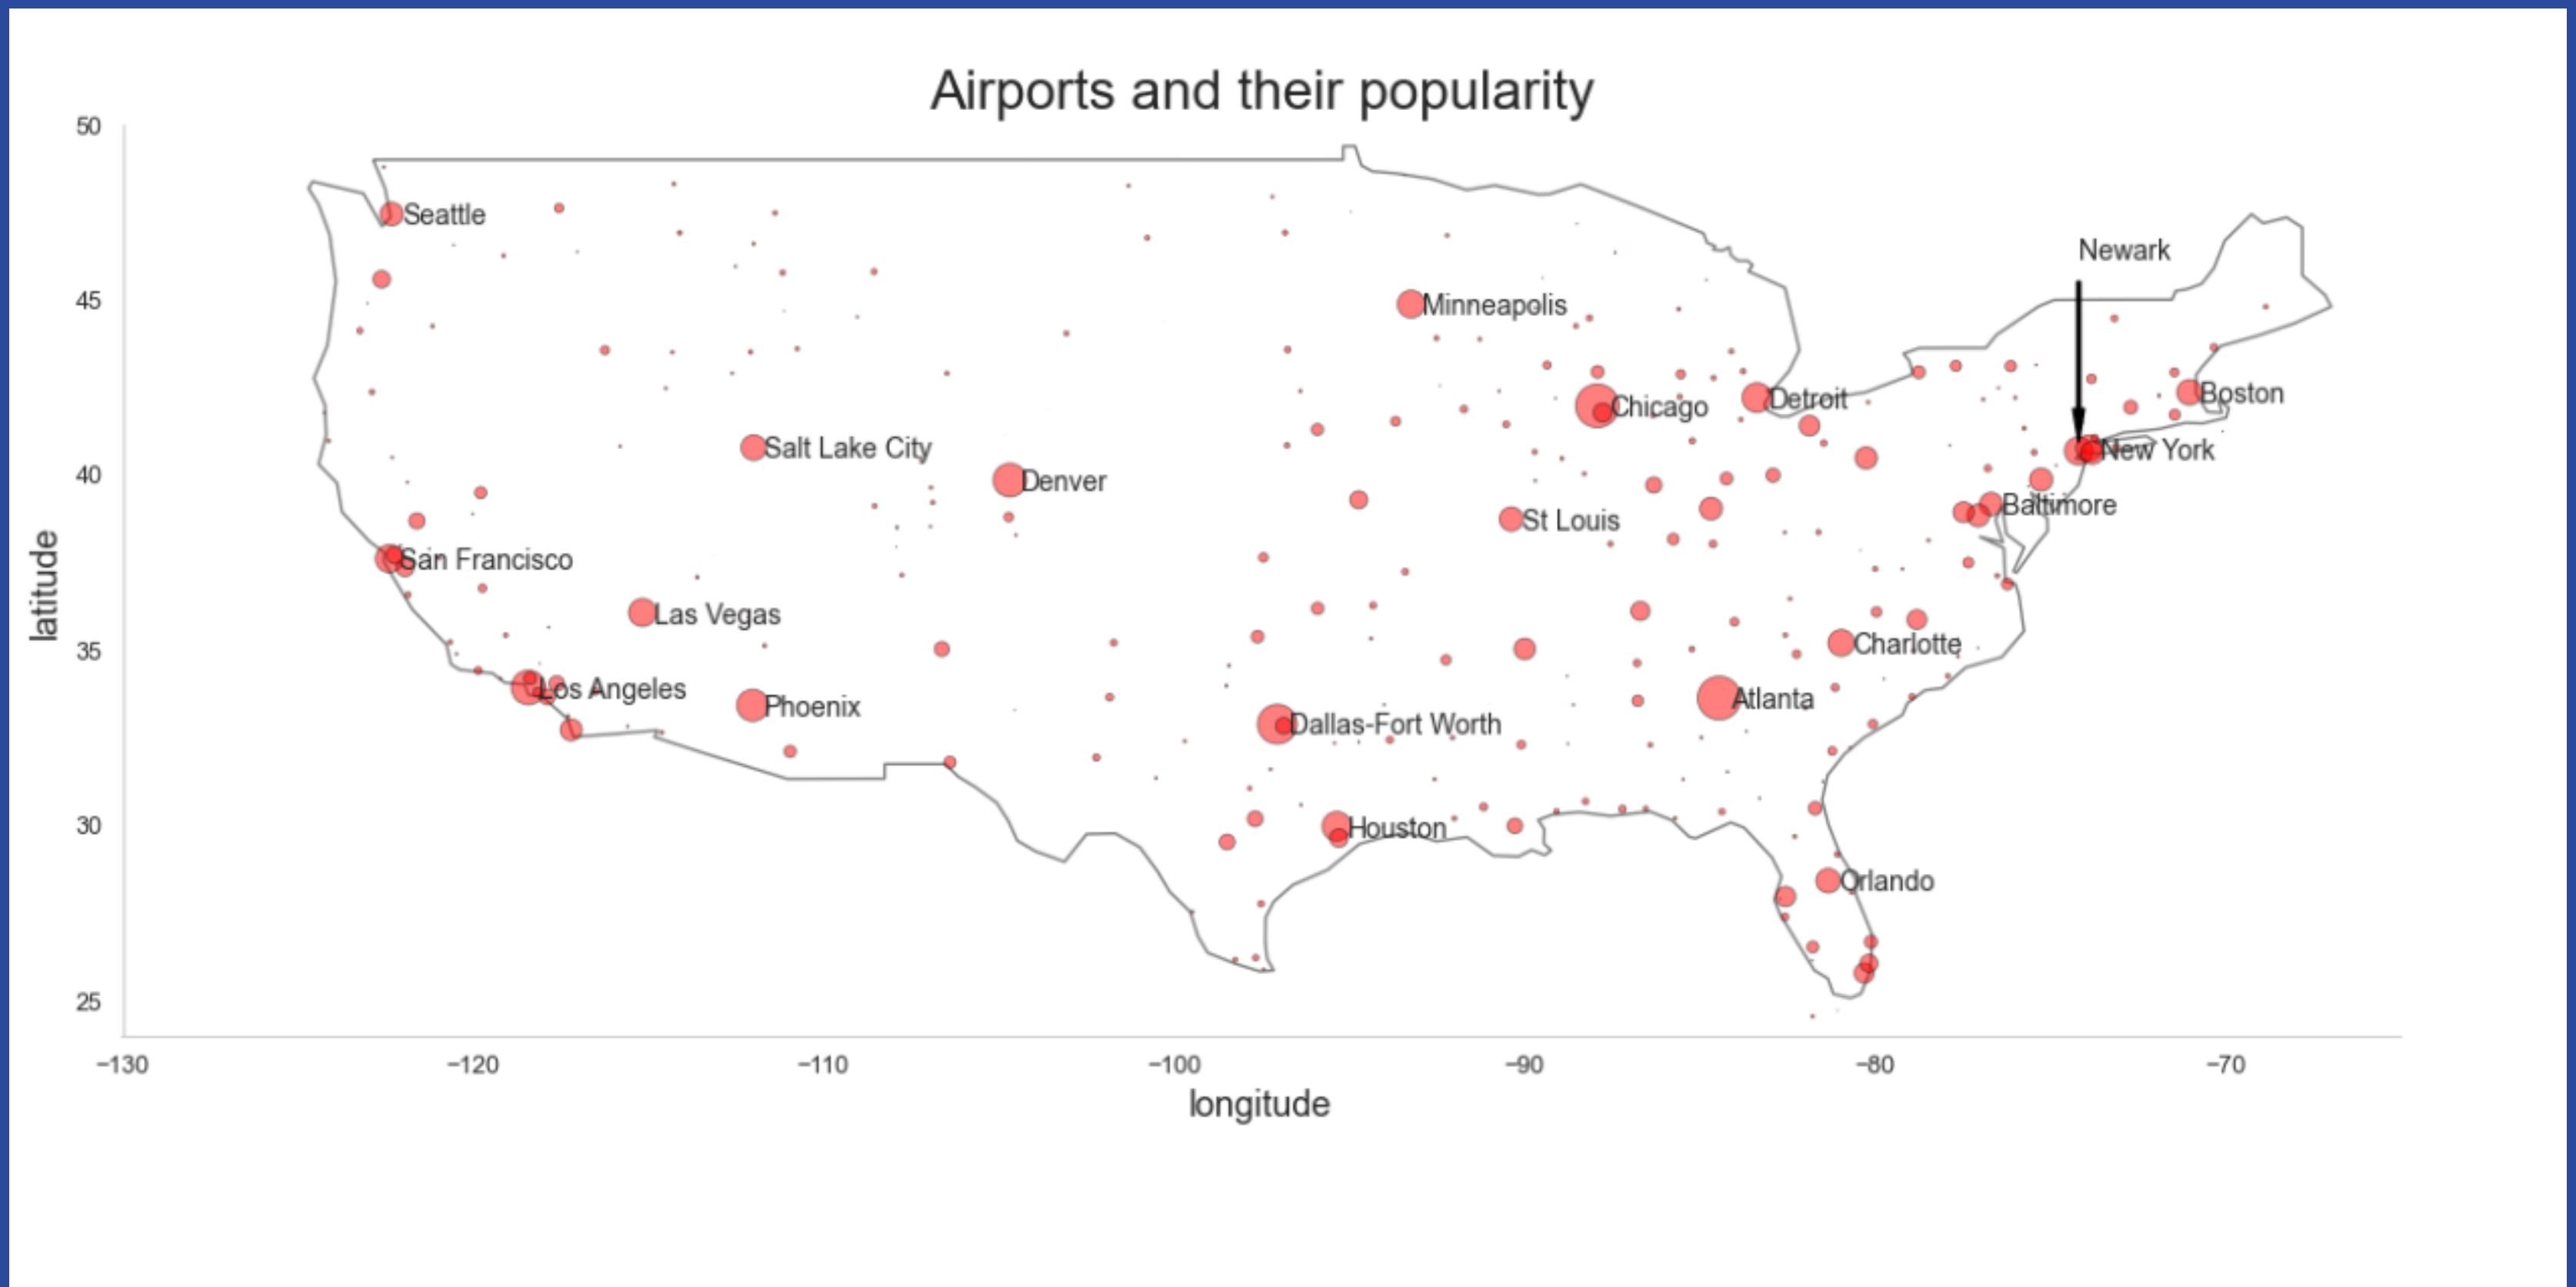 Airports and their popularity
50
Newark
Seattle
45
Minneapolis
Boston
Detroit
Chicago
Salt Lake City
New York
40
Denver
Baltimore
St Louis
San Francisco
latitude
Las Vegas
35
Charlotte
Los Angeles
Atlanta
Phoenix
Dallas-Fort Worth
30
Houston
Orlando
25
−130 −120 −110 −100 −90 −80 −70
longitude